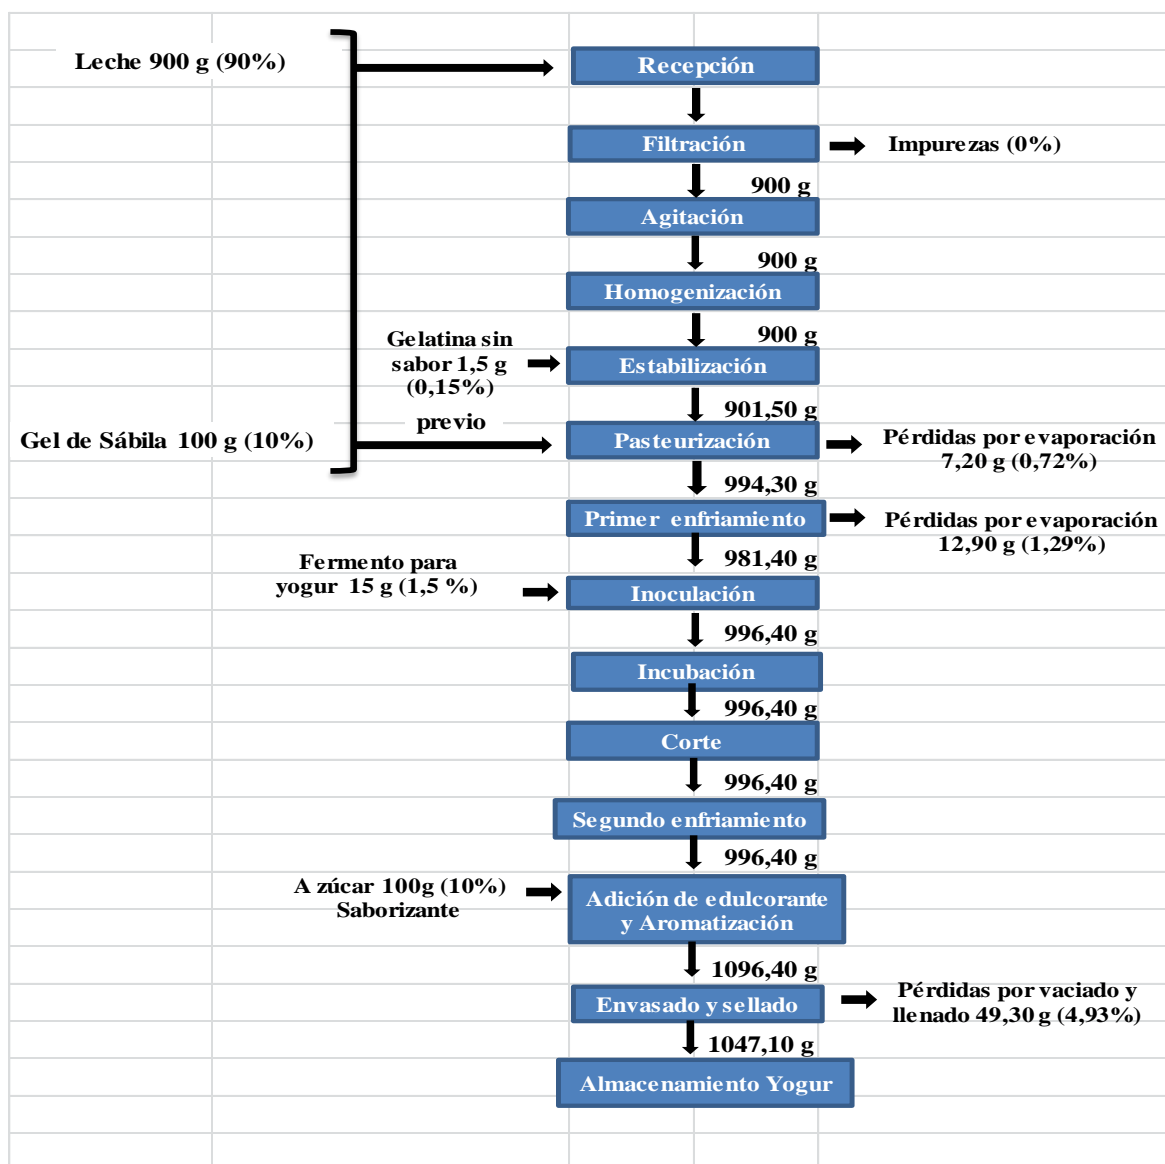 Leche 900 g (90%)
Recepción
Filtración
Impurezas (0%)
900 g
Agitación
900 g
Homogenización
900 g
Gelatina sin
sabor 1,5 g
(0,15%)
Estabilización
901,50 g
previo
Gel de Sábila 100 g (10%)
Pasteurización
Pérdidas por evaporación
7,20 g (0,72%)
994,30 g
Primer enfriamiento
Pérdidas por evaporación
12,90 g (1,29%)
981,40 g
Fermento para
yogur 15 g (1,5 %)
Inoculación
996,40 g
Incubación
996,40 g
Corte
996,40 g
Segundo enfriamiento
996,40 g
A zúcar 100g (10%)
Saborizante
Adición de edulcorante
y Aromatización
1096,40 g
Envasado y sellado
Pérdidas por vaciado y
llenado 49,30 g (4,93%)
1047,10 g
Almacenamiento Yogur